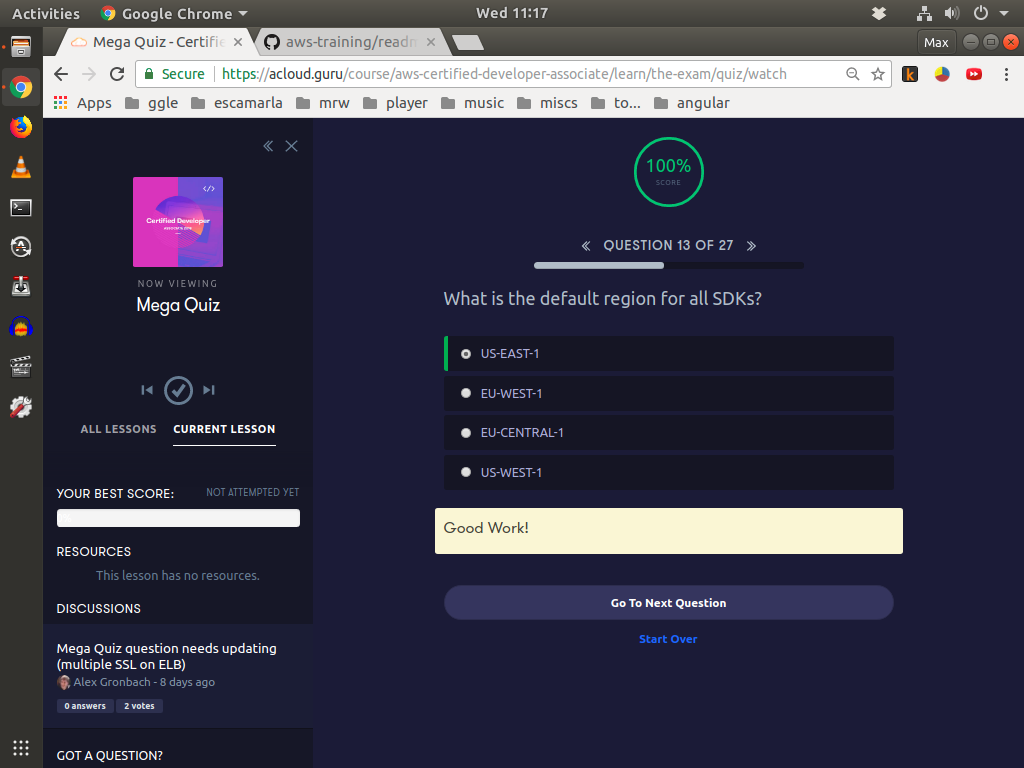 Activities
Google Chrome
Wed 11:17
Mega Quiz - Certifie
aws-training/readn
Max
Secure
https://acloud.guru/course/aws-certified-developer-associate/learn/the-exam/quiz/watch
Apps
ggle
escamarla
mrw
player
music
miscs
to...
angular
</>
Certified Developer
NOW VIEWING
Mega Quiz
ALL LESSONS
CURRENT LESSON
YOUR BEST SCORE:
NOT ATTEMPTED YET
RESOURCES
This lesson has no resources.
DISCUSSIONS
Mega Quiz question needs updating
(multiple SSL on ELB)
Alex Gronbach - 8 days ago
0 answers
2 votes
GOT A QUESTION?
100%
SCORE
« QUESTION 13 OF 27 »
What is the default region for all SDKs?
US-EAST-1
EU-WEST-1
EU-CENTRAL-1
US-WEST-1
Good Work!
Go To Next Question
Start Over